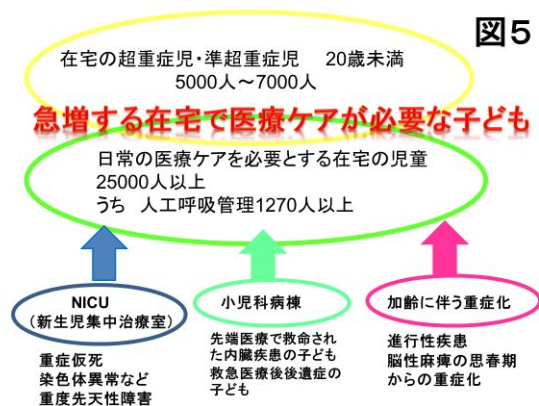 図5
在宅の超重症児・準超重症児 20歳未満
5000人~7000人
急増する在宅で医療ケアが必要な子ども
日常の医療ケアを必要とする在宅の児童
25000人以上
うち 人工呼吸管理1270人以上
NICU
(新生児集中治療室)
重症仮死
染色体異常など
重度先天性障害
小児科病棟
先端医療で救命され
た内臓疾患の子ども
救急医療後後遺症の
子ども
加齢に伴う重症化
進行性疾患
脳性麻痺の思春期
からの重症化